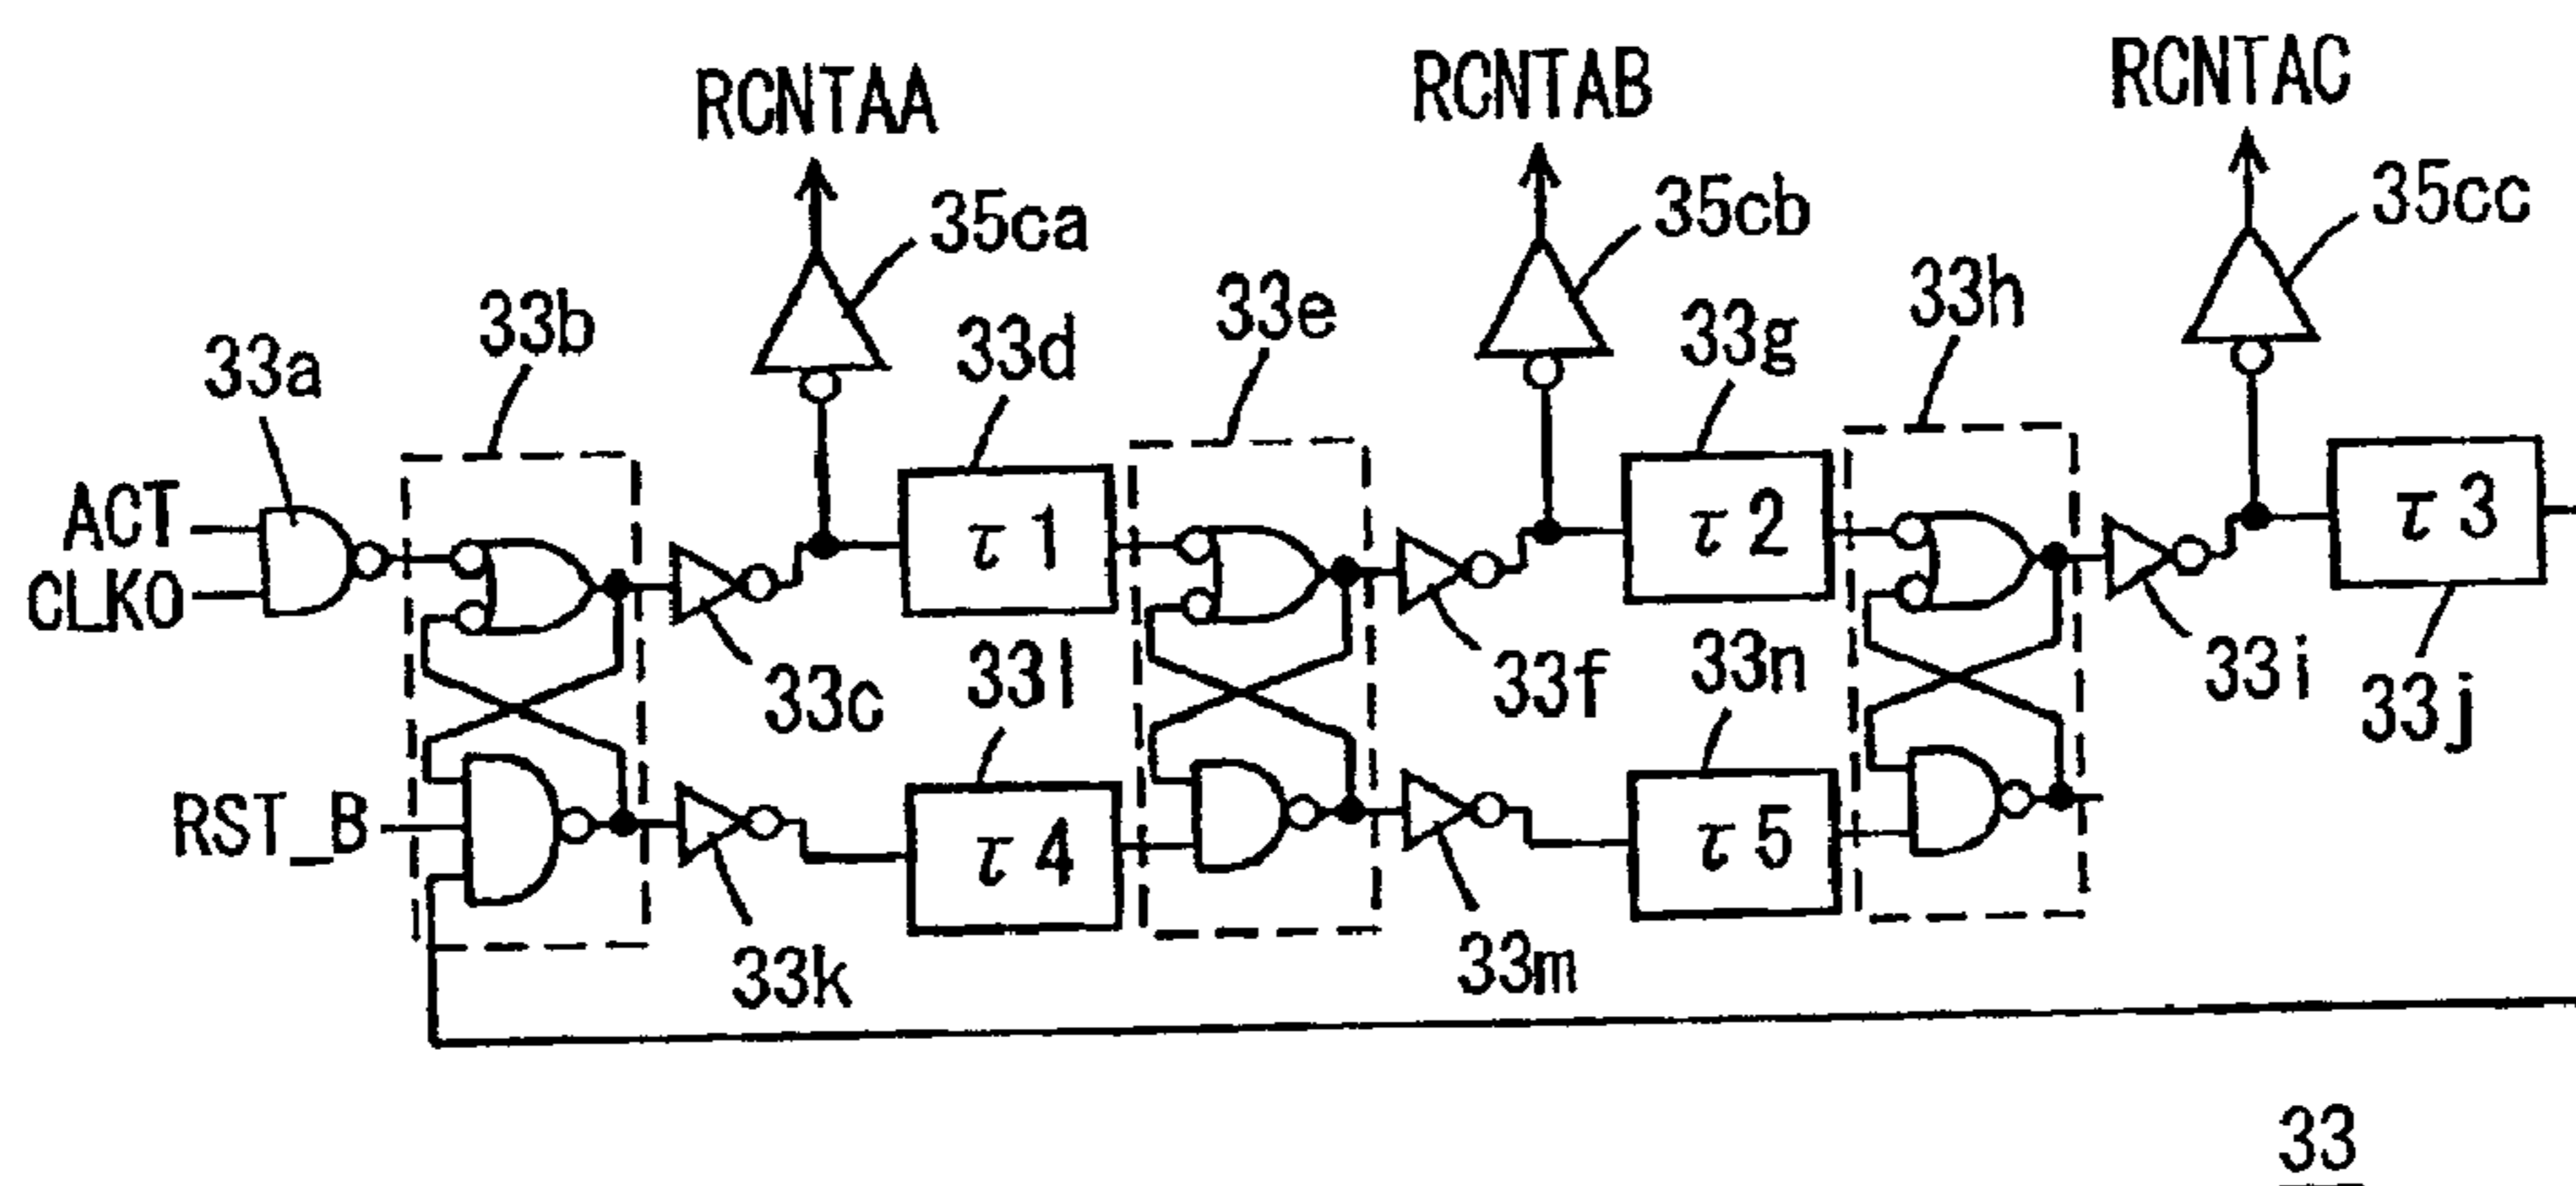 RCNTAA
RCNTAB
RCNTAC
35ca
35cb
35cc
33a
33b
33d
33e
33g
33h
ACT
CLKO
τ1
τ2
τ3
33c
33l
33f
33n
33i
33j
RST_B
τ4
τ5
33k
33m
33